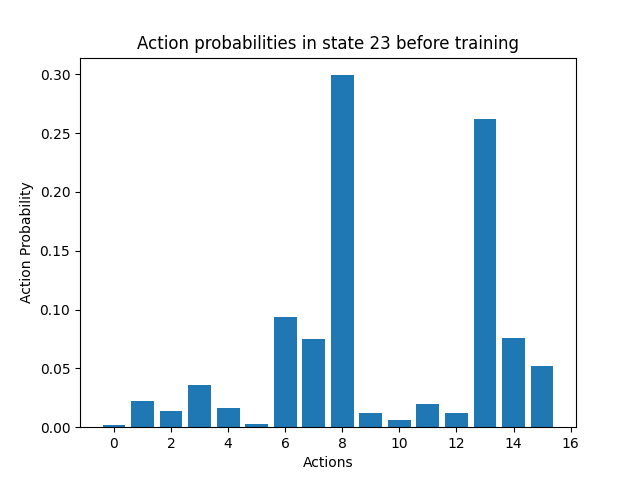 Action probabilities in state 23 before training
0.30
0.25
0.20
0.15
0.10
0.05
0.00
Action Probability
0 2 4 6 8 10 12 14 16
Actions